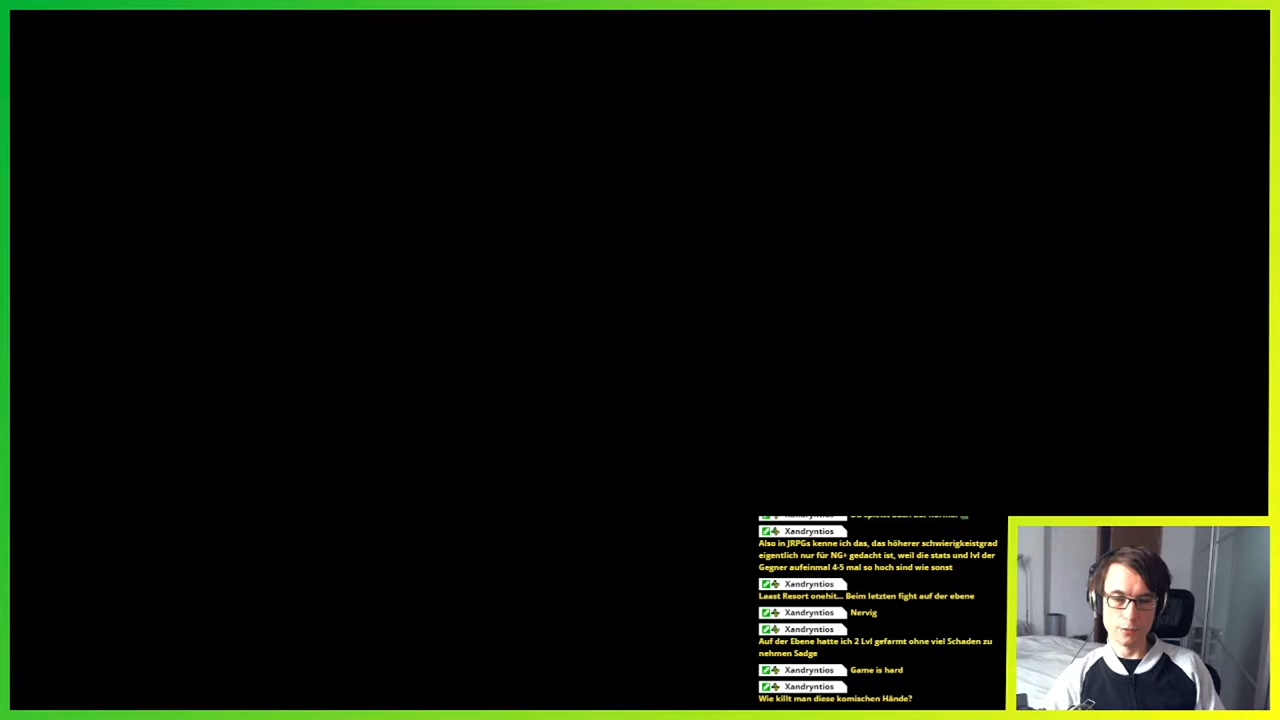 Xandryntios
Also in JRPGs kenne ich das, das höherer schwierigkeistgrad
eigentlich nur für NG+ gedacht ist, weil die stats und lvl der
Gegner aufeinmal 4-5 mal so hoch sind wie sonst
Xandryntios
Laast Resort onehit... Beim letzten fight auf der ebene
Xandryntios Nervig
Xandryntios
Auf der Ebene hatte ich 2 Lvl gefarmt ohne viel Schaden zu
nehmen Sadge
Xandryntios Game is hard
Xandryntios
Wie killt man diese komischen Hände?